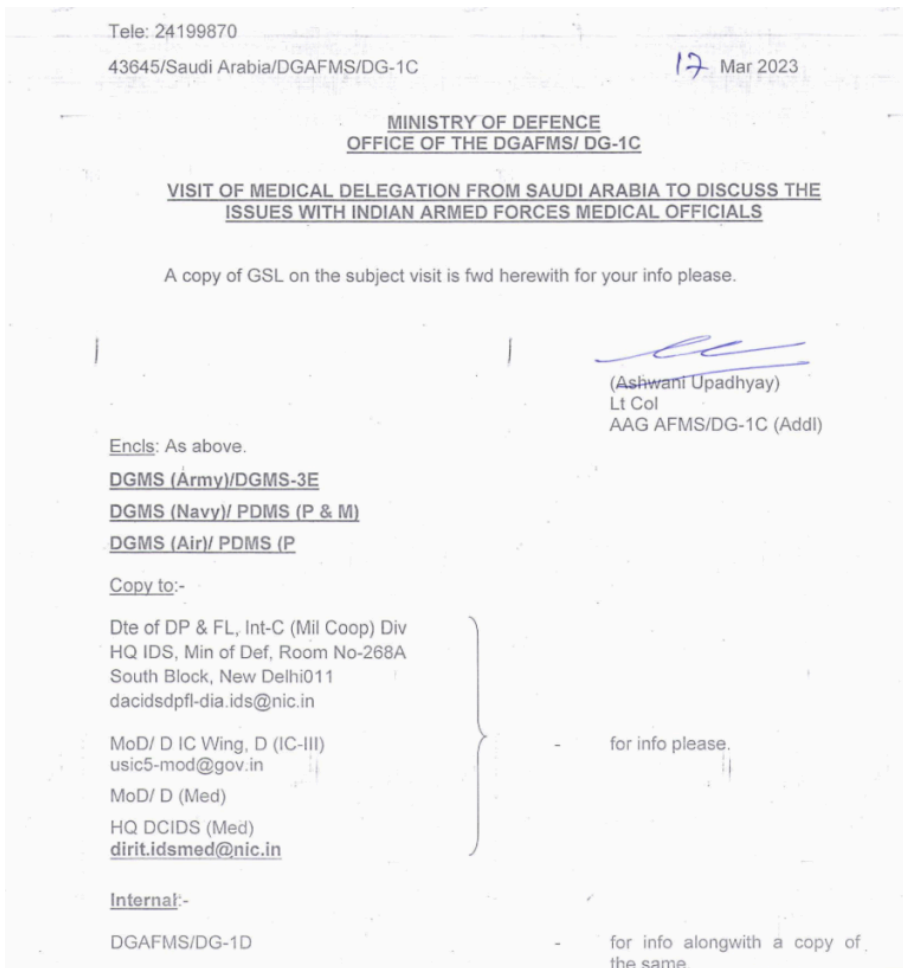 Tele: 24199870
43645/Saudi Arabia/DGAFMS/DG-1C
17 Mar 2023
MINISTRY OF DEFENCE
OFFICE OF THE DGAFMS/ DG-1C
VISIT OF MEDICAL DELEGATION FROM SAUDI ARABIA TO DISCUSS THE
ISSUES WITH INDIAN ARMED FORCES MEDICAL OFFICIALS
A copy of GSL on the subject visit is fwd herewith for your info please.
(Ashwani Upadhyay)
Lt Col
AAG AFMS/DG-1C (Addl)
Encls: As above.
DGMS (Army)/DGMS-3E
DGMS (Navy)/ PDMS (P & M)
DGMS (Air)/ PDMS (P
Copy to:-
Dte of DP & FL, Int-C (Mil Coop) Div
HQ IDS, Min of Def, Room No-268A
South Block, New Delhi011
dacidsdpfl-dia.ids@nic.in
MoD/ D IC Wing, D (IC-III) - for info please.
usic5-mod@gov.in
MoD/ D (Med)
HQ DCIDS (Med)
dirit.idsmed@nic.in
Internal:-
DGAFMS/DG-1D - for info alongwith a copy of
the same.